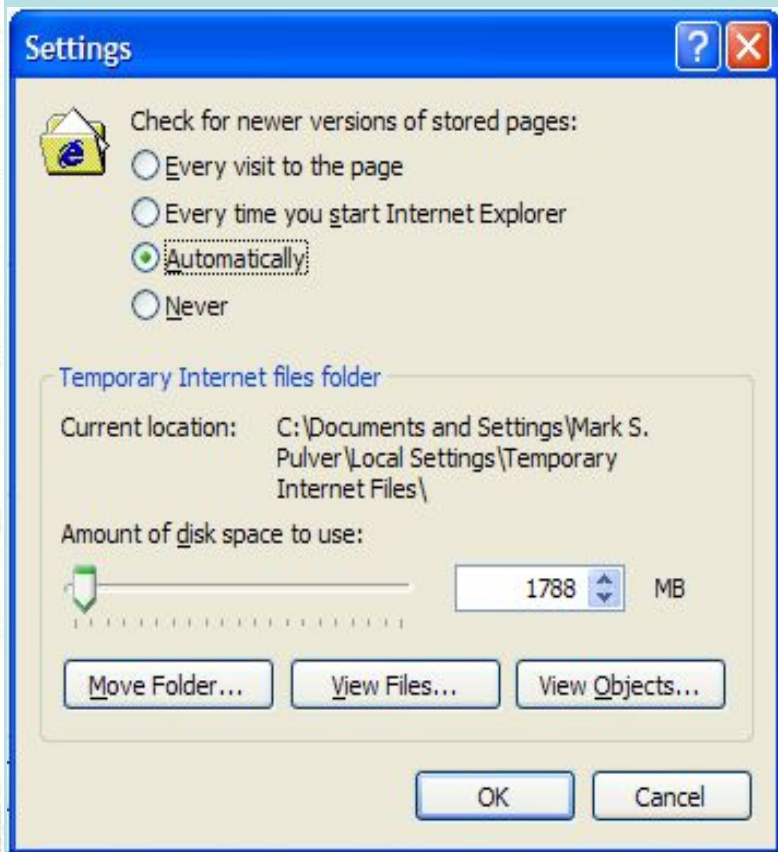 Settings
?
Check for newer versions of stored pages:
Every visit to the page
Every time you start Internet Explorer
Automatically
Never
Temporary Internet files folder
Current location: C:\Documents and Settings\Mark S.
Pulver\Local Settings\Temporary
Internet Files\
Amount of disk space to use:
1788 MB
Move Folder... View Files... View Objects...
OK Cancel